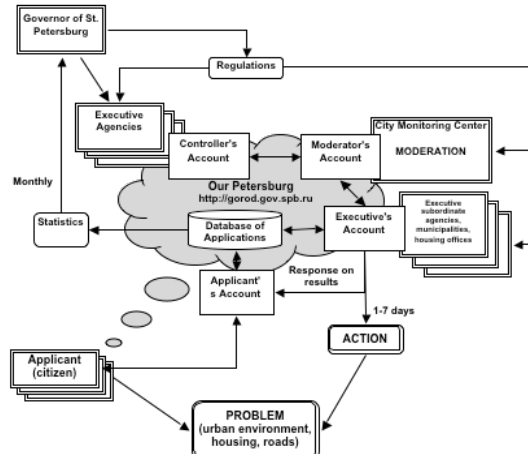 Governor of St.
Petersburg
Regulations
Executive
Agencies
Controller's
Account
Moderator's
Account
City Monitoring Center
MODERATION
Monthly
Our Petersburg
http://gorod.gov.spb.ru
Executive's
Account
Executive
subordinate
agencies,
municipalities,
housing offices
Statistics
Database of
Applications
Applicant'
s Account
Response on
results
1-7 days
ACTION
Applicant
(citizen)
PROBLEM
(urban environment,
housing, roads)